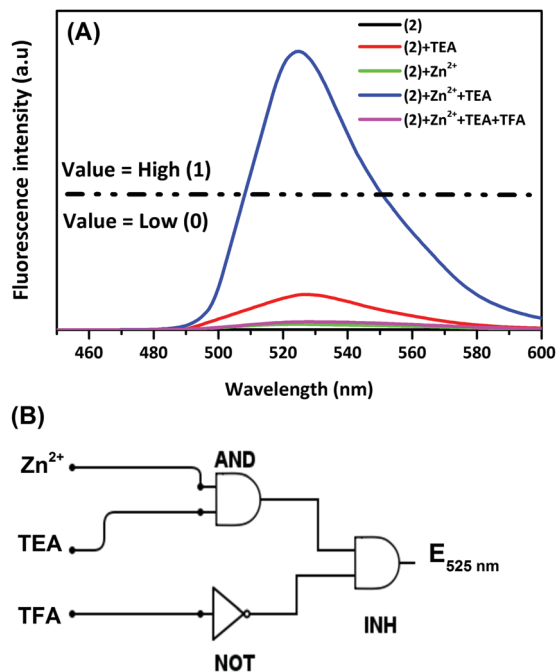 (A)
(2)
(2)+TEA
(2)+Zn²⁺
(2)+Zn²⁺+TEA
(2)+Zn²⁺+TEA+TFA
Fluorescence intensity (a.u)
Value = High (1)
Value = Low (0)
460 480 500 520 540 560 580 600
Wavelength (nm)
(B)
Zn²⁺
AND
TEA
E525 nm
TFA
INH
NOT